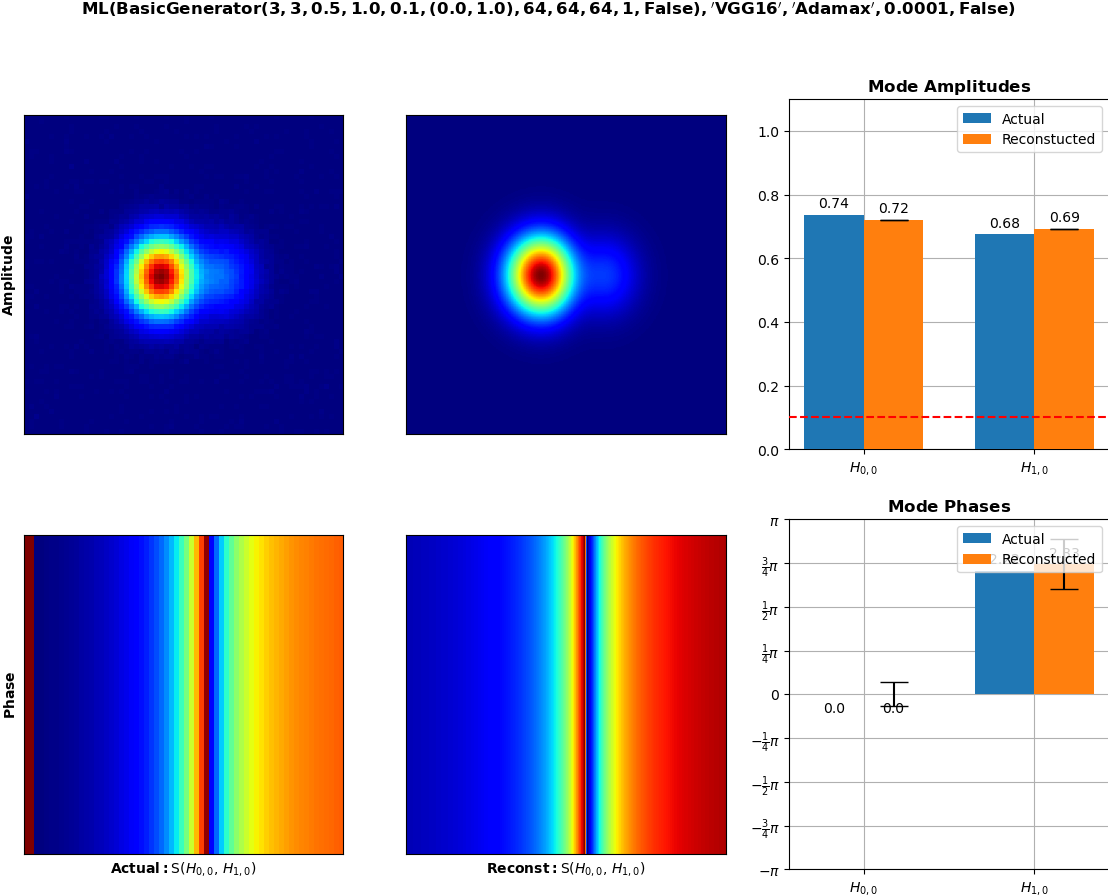 ML(BasicGenerator(3, 3, 0.5, 1.0, 0.1, (0.0, 1.0), 64, 64, 64, 1, False), ′VGG16′, ′Adamax′, 0.0001, False)
Mode Amplitudes
Actual
Reconstucted
1.0
0.8
0.6
0.4
0.2
0.0
0.74
0.72
0.68
0.69
H0,0
H1,0
Amplitude
Mode Phases
Actual
Reconstucted
π
3/4π
1/2π
1/4π
0
−1/4π
−1/2π
−3/4π
−π
0.0
0.0
H0,0
H1,0
Phase
Actual: S(H0,0, H1,0)
Reconst: S(H0,0, H1,0)